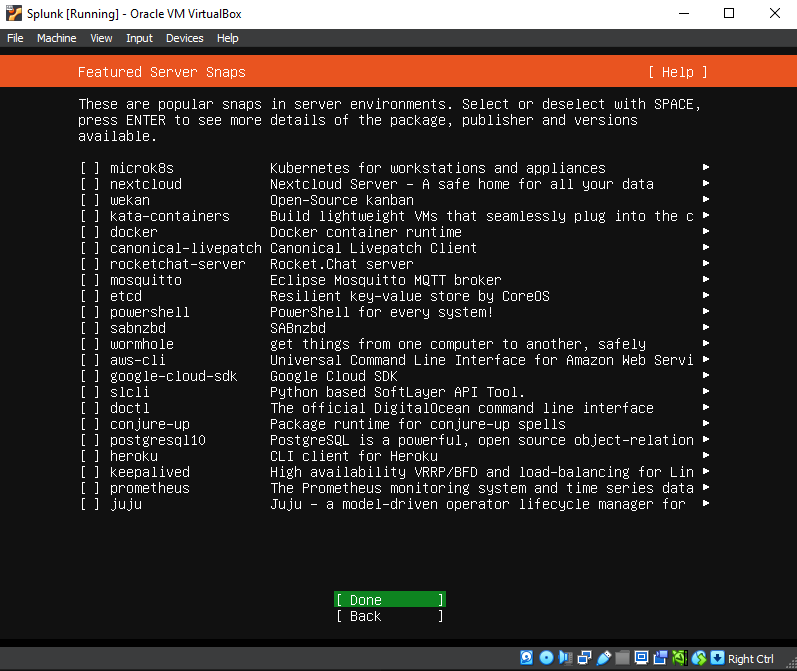 Splunk [Running] - Oracle VM VirtualBox
File Machine View Input Devices Help
Featured Server Snaps [ Help ]
These are popular snaps in server environments. Select or deselect with SPACE,
press ENTER to see more details of the package, publisher and versions
available.
[ ] microk8s Kubernetes for workstations and appliances ▸
[ ] nextcloud Nextcloud Server - A safe home for all your data ▸
[ ] wekan Open-Source kanban ▸
[ ] kata-containers Build lightweight VMs that seamlessly plug into the c ▸
[ ] docker Docker container runtime ▸
[ ] canonical-livepatch Canonical Livepatch Client ▸
[ ] rocketchat-server Rocket.Chat server ▸
[ ] mosquitto Eclipse Mosquitto MQTT broker ▸
[ ] etcd Resilient key-value store by CoreOS ▸
[ ] powershell PowerShell for every system! ▸
[ ] sabnzbd SABnzbd ▸
[ ] wormhole get things from one computer to another, safely ▸
[ ] aws-cli Universal Command Line Interface for Amazon Web Servi ▸
[ ] google-cloud-sdk Google Cloud SDK ▸
[ ] slcli Python based SoftLayer API Tool. ▸
[ ] doctl The official DigitalOcean command line interface ▸
[ ] conjure-up Package runtime for conjure-up spells ▸
[ ] postgresql10 PostgreSQL is a powerful, open source object-relation ▸
[ ] heroku CLI client for Heroku ▸
[ ] keepalived High availability VRRP/BFD and load-balancing for Lin ▸
[ ] prometheus The Prometheus monitoring system and time series data ▸
[ ] juju Juju - a model-driven operator lifecycle manager for ▸
[ Done ]
[ Back ]
Right Ctrl